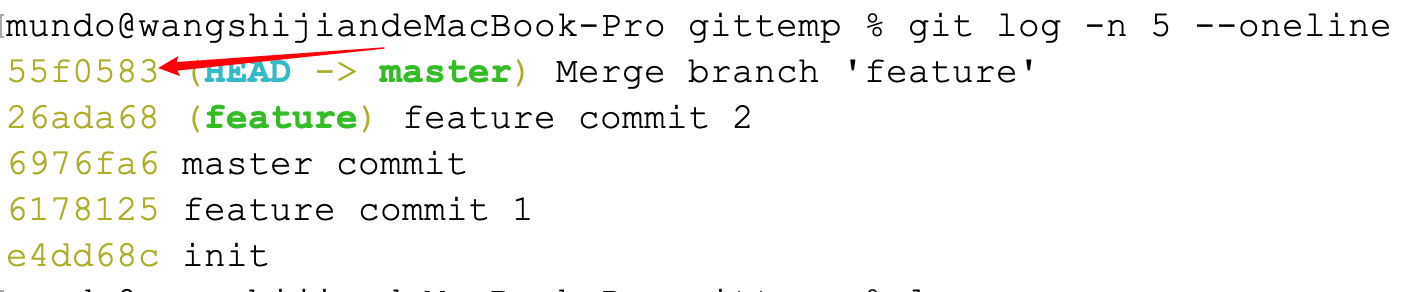 mundo@wangshijiandeMacBook-Pro gittemp % git log -n 5 --oneline
55f0583 (HEAD -> master) Merge branch 'feature'
26ada68 (feature) feature commit 2
6976fa6 master commit
6178125 feature commit 1
e4dd68c init